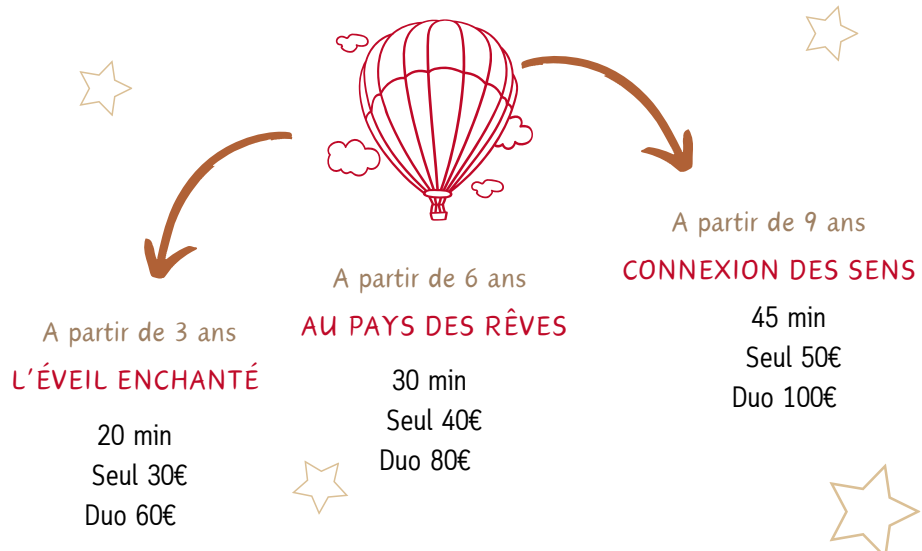 A partir de 3 ans
L'ÉVEIL ENCHANTÉ
20 min
Seul 30€
Duo 60€
A partir de 6 ans
AU PAYS DES RÊVES
30 min
Seul 40€
Duo 80€
A partir de 9 ans
CONNEXION DES SENS
45 min
Seul 50€
Duo 100€